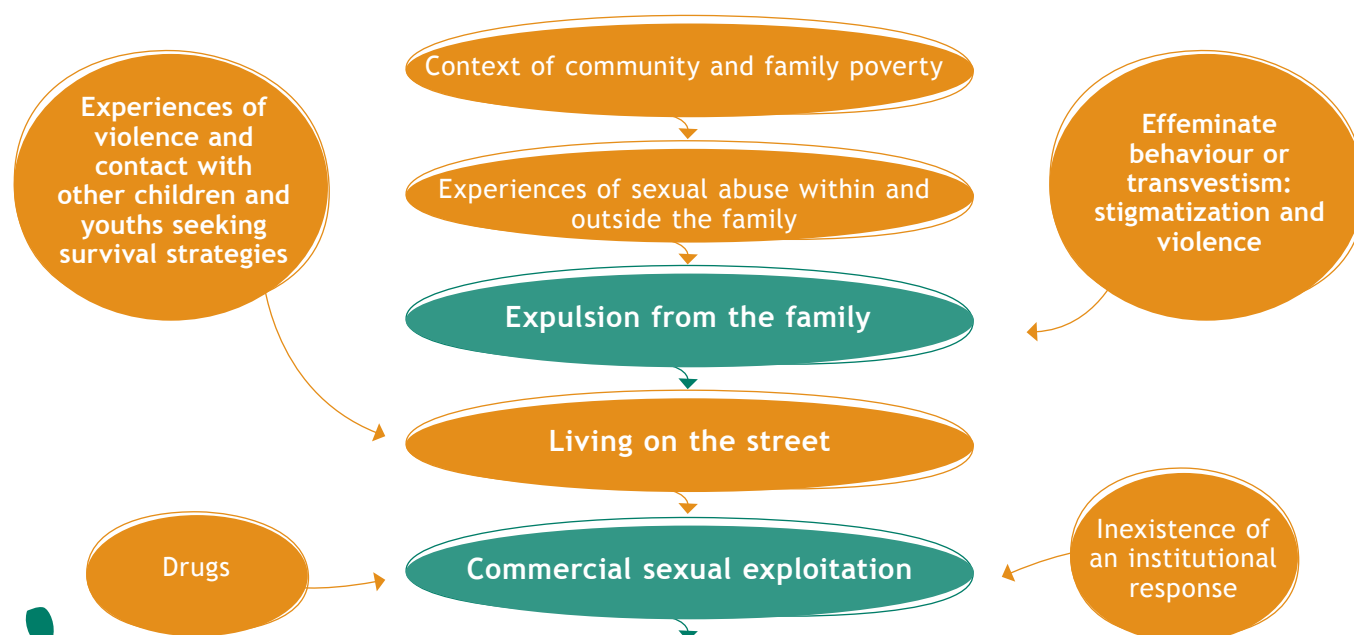 Context of community and family poverty
Experiences of
violence and
contact with
other children and
youths seeking
survival strategies
Effeminate
behaviour or
transvestism:
stigmatization and
violence
Experiences of sexual abuse within and
outside the family
Expulsion from the family
Living on the street
Drugs
Commercial sexual exploitation
Inexistence of
an institutional
response